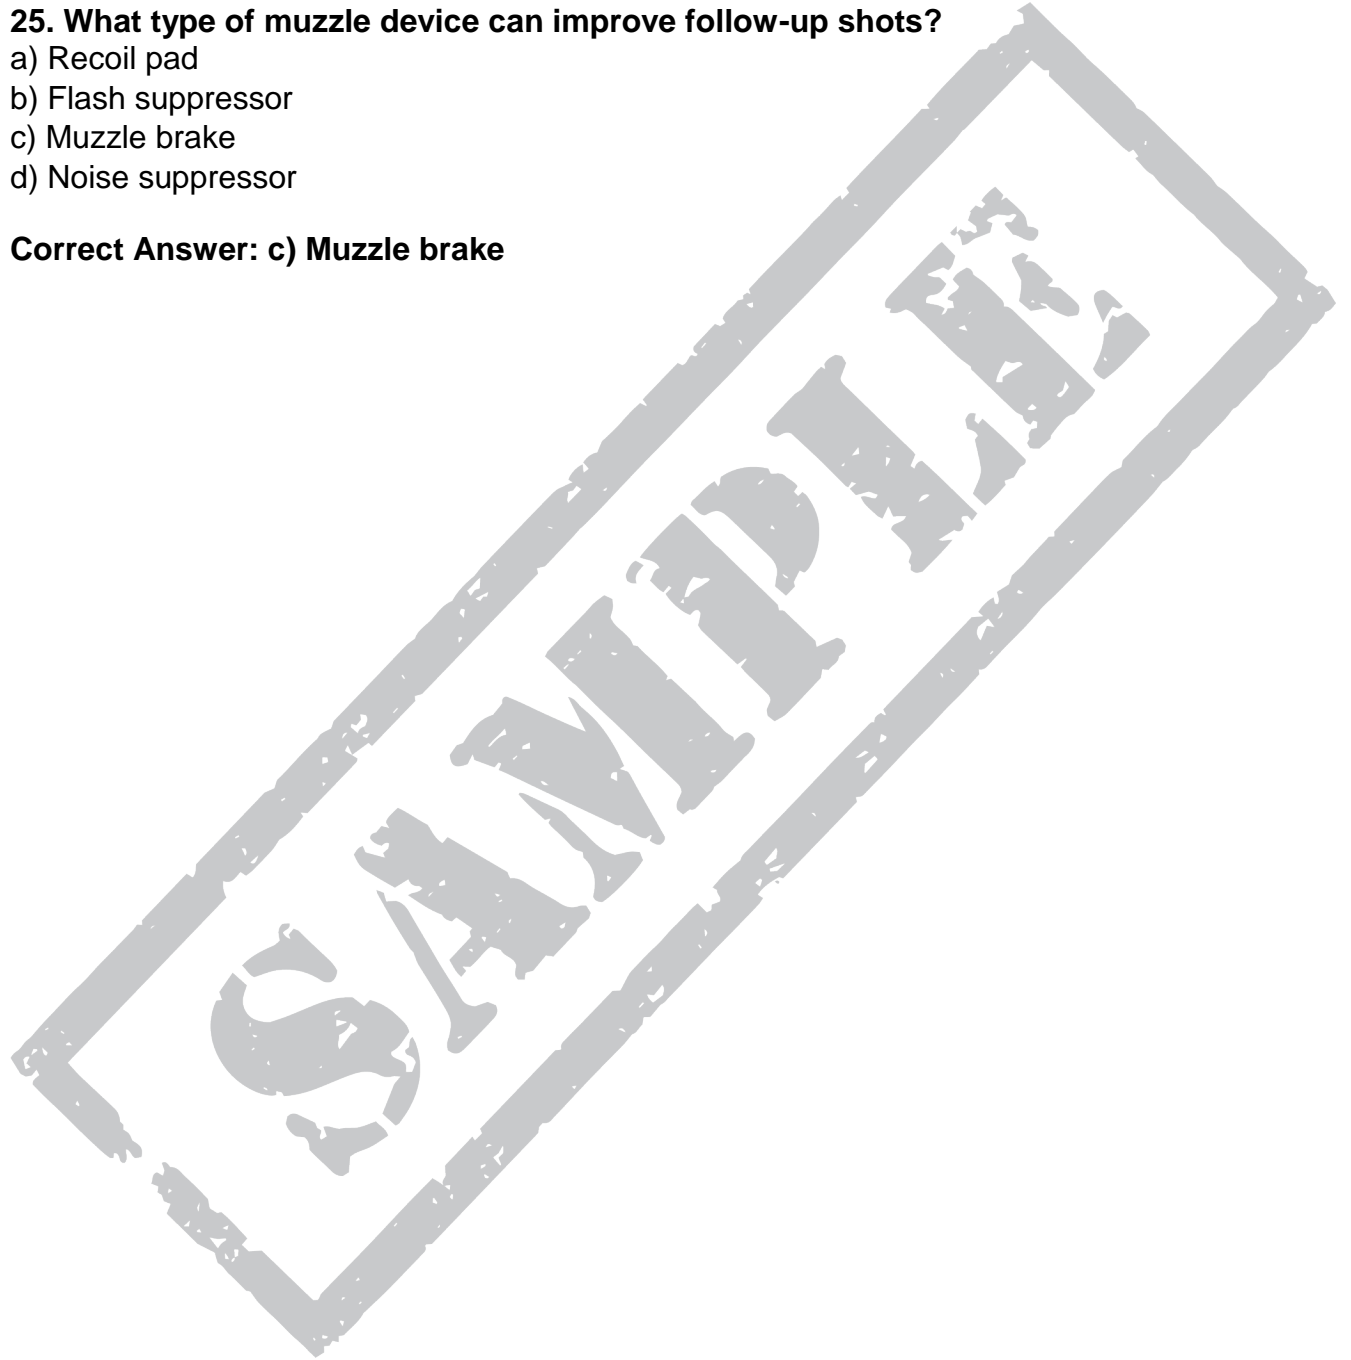 25. What type of muzzle device can improve follow-up shots?
a) Recoil pad
b) Flash suppressor
c) Muzzle brake
d) Noise suppressor
Correct Answer: c) Muzzle brake
SAMPLE